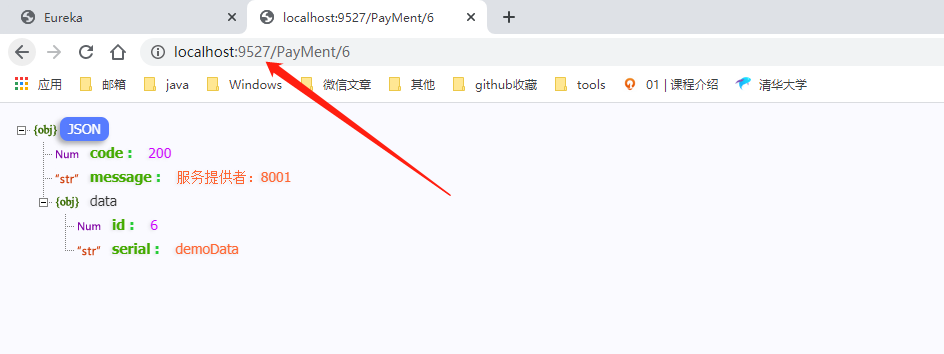 Eureka
localhost:9527/PayMent/6
localhost:9527/PayMent/6
应用 邮箱 java Windows 微信文章 其他 github收藏 tools 01 | 课程介绍 清华大学
{obj} JSON
Num code : 200
"str" message : 服务提供者：8001
{obj} data
Num id : 6
"str" serial : demoData